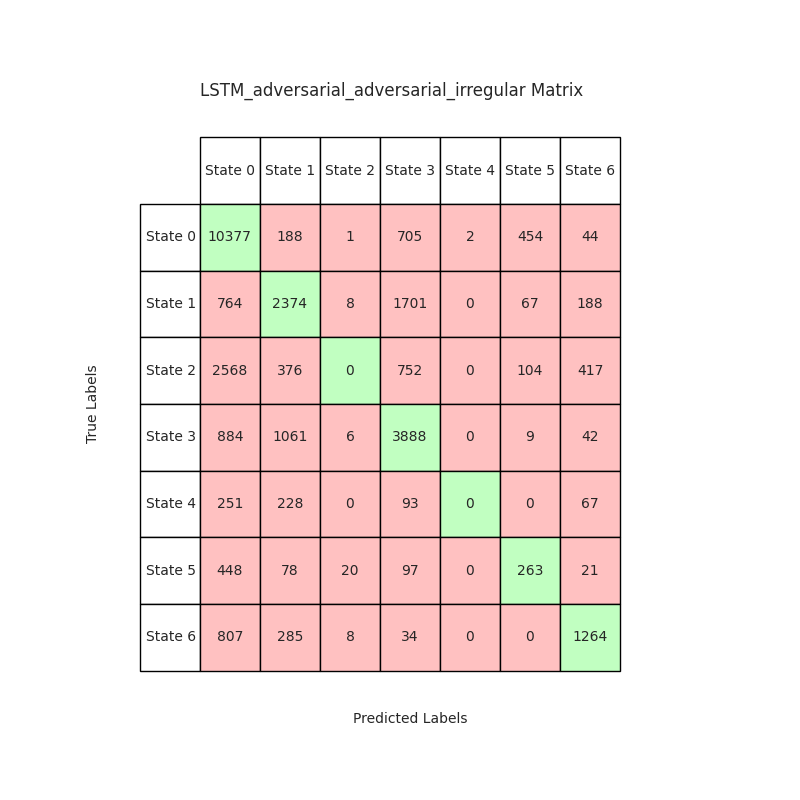 LSTM_adversarial_adversarial_irregular Matrix
State 0 State 1 State 2 State 3 State 4 State 5 State 6
State 0 10377 188 1 705 2 454 44
State 1 764 2374 8 1701 0 67 188
State 2 2568 376 0 752 0 104 417
State 3 884 1061 6 3888 0 9 42
State 4 251 228 0 93 0 0 67
State 5 448 78 20 97 0 263 21
State 6 807 285 8 34 0 0 1264
True Labels
Predicted Labels